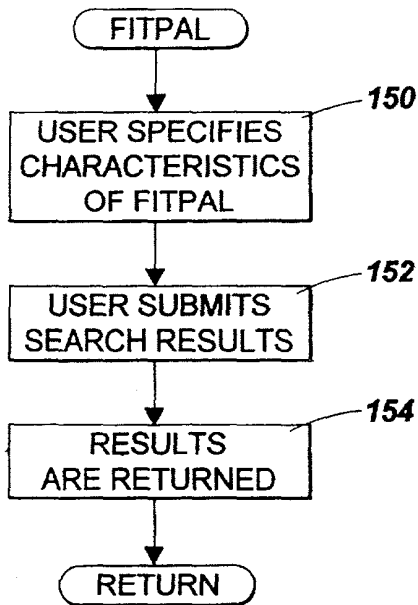 FITPAL
150
USER SPECIFIES
CHARACTERISTICS
OF FITPAL
152
USER SUBMITS
SEARCH RESULTS
154
RESULTS
ARE RETURNED
RETURN